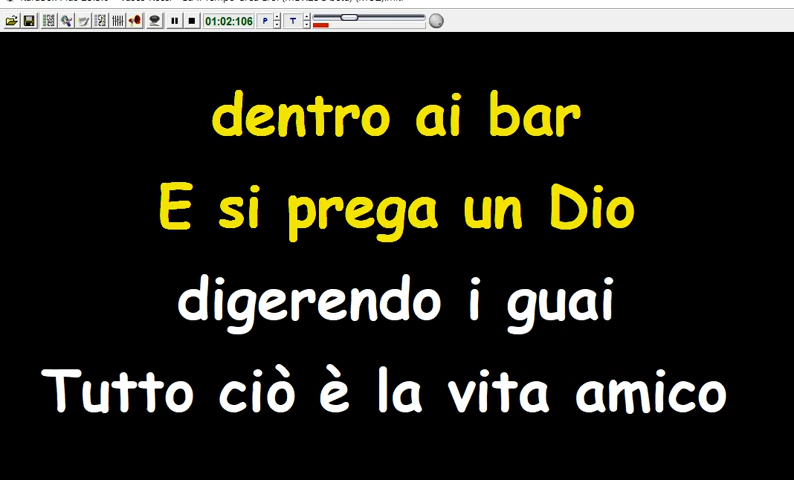 01:02:106
P
T
dentro ai bar
E si prega un Dio
digerendo i guai
Tutto ciò è la vita amico